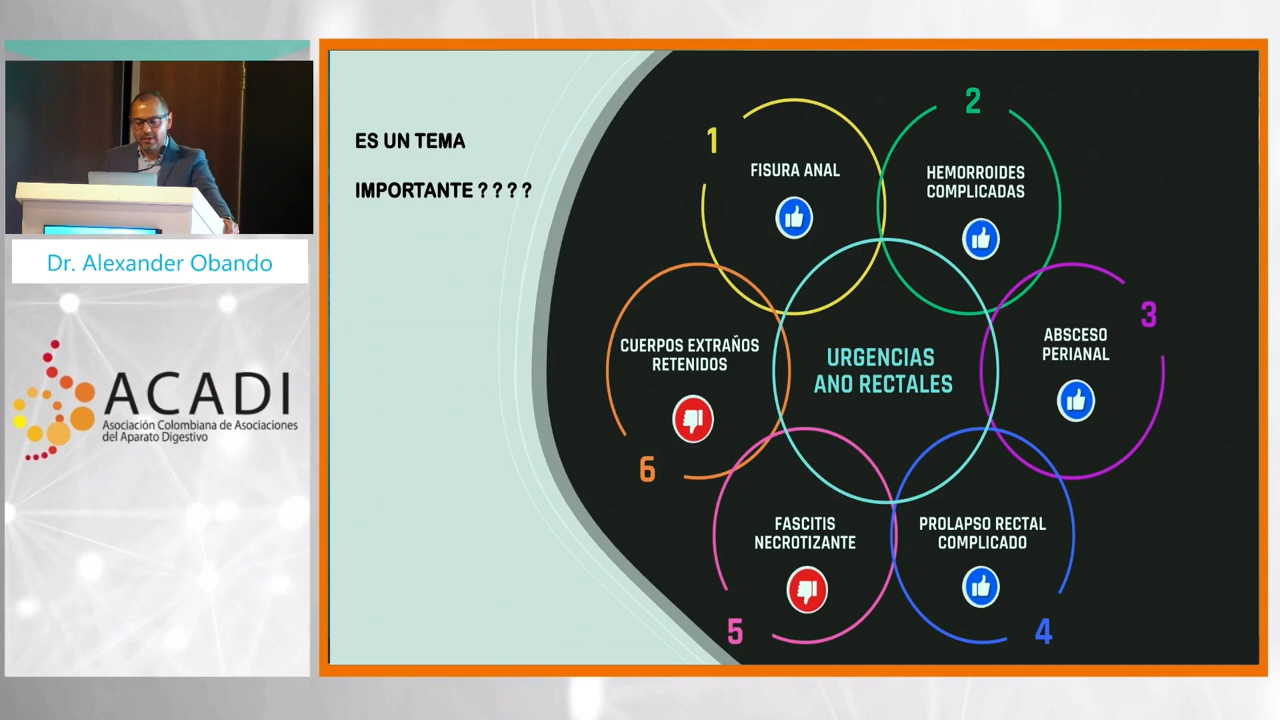 Dr. Alexander Obando
ACADI
Asociación Colombiana de Asociaciones
del Aparato Digestivo
ES UN TEMA
IMPORTANTE ? ? ? ?
1
FISURA ANAL
2
HEMORROIDES
COMPLICADAS
3
ABSCESO
PERIANAL
URGENCIAS
ANO RECTALES
CUERPOS EXTRAÑOS
RETENIDOS
6
FASCITIS
NECROTIZANTE
5
PROLAPSO RECTAL
COMPLICADO
4